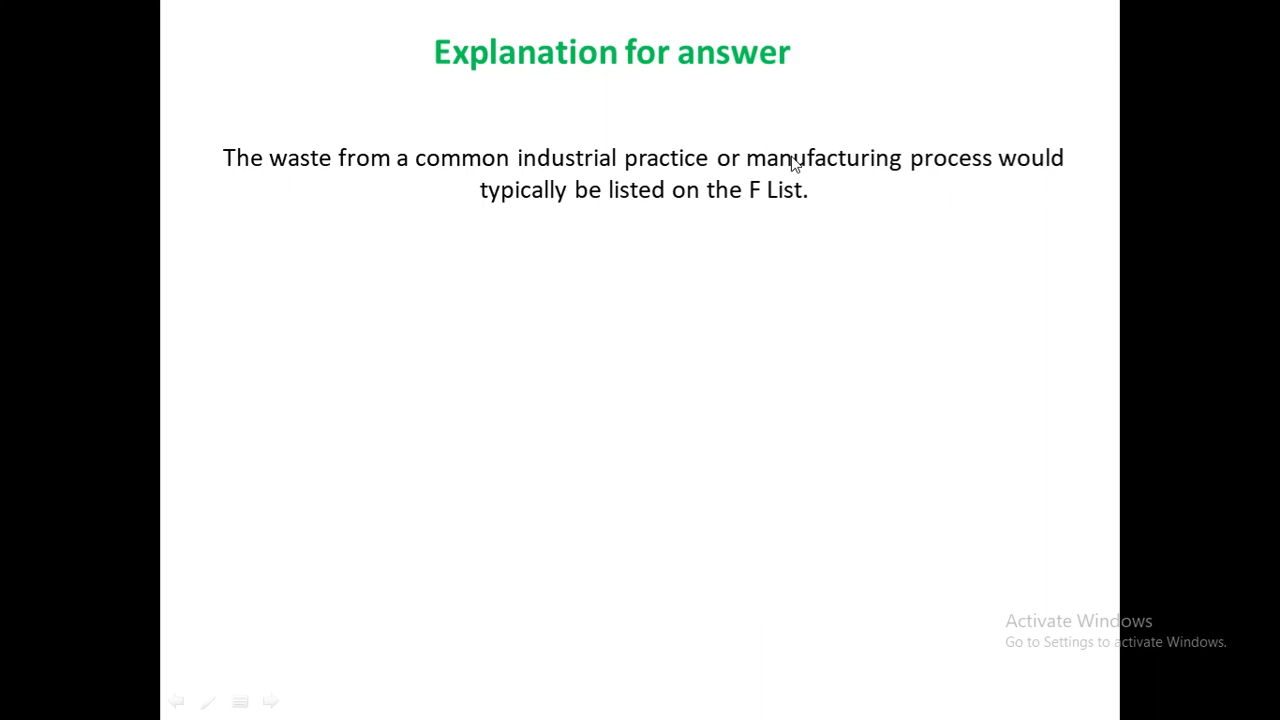 Explanation for answer
The waste from a common industrial practice or manufacturing process would
typically be listed on the F List.
Activate Windows
Go to Settings to activate Windows.